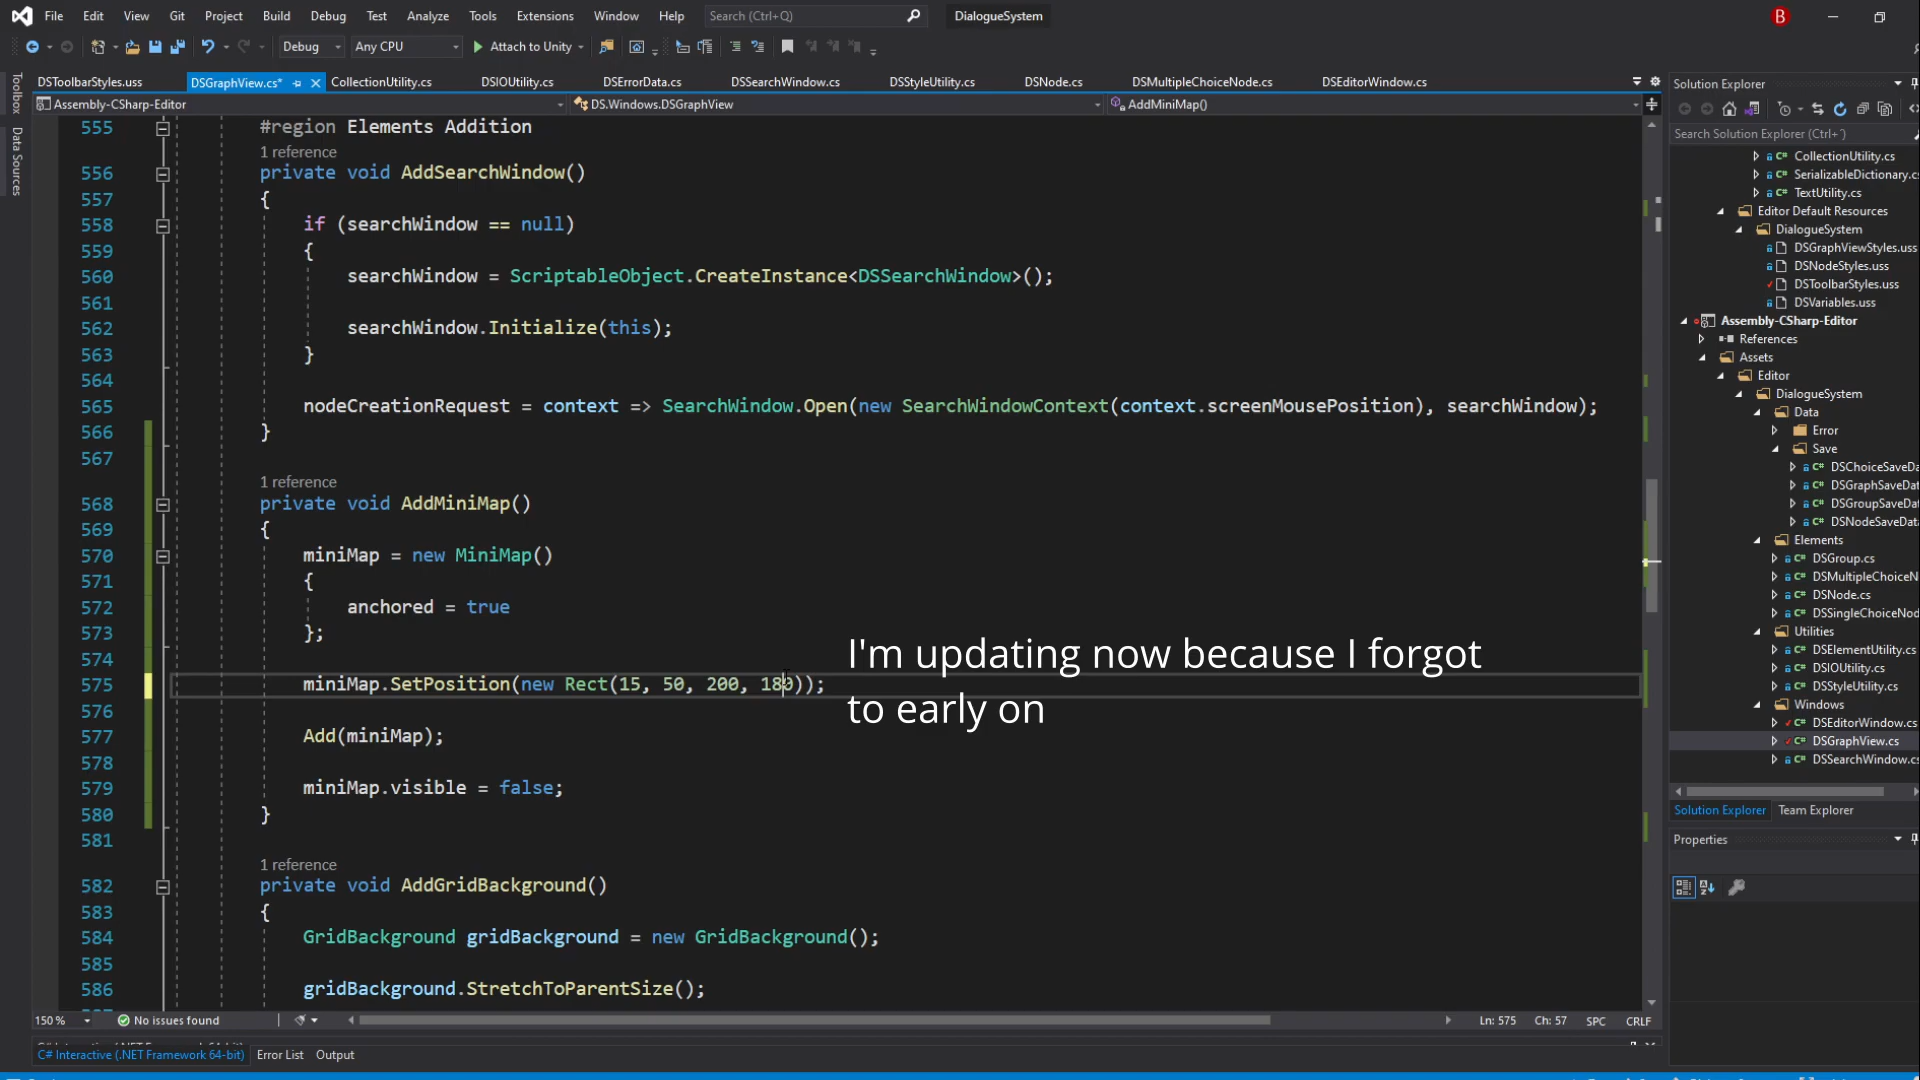 File Edit View Git Project Build Debug Test Analyze Tools Extensions Window Help Search (Ctrl+Q) DialogueSystem B
Debug Any CPU Attach to Unity
DSToolbarStyles.uss DSGraphView.cs* CollectionUtility.cs DSIOUtility.cs DSErrorData.cs DSSearchWindow.cs DSStyleUtility.cs DSNode.cs DSMultipleChoiceNode.cs DSEditorWindow.cs
Assembly-CSharp-Editor DS.Windows.DSGraphView AddMiniMap()
Toolbox
Data Sources
555 #region Elements Addition
1 reference
556 private void AddSearchWindow()
557 {
558 if (searchWindow == null)
559 {
560 searchWindow = ScriptableObject.CreateInstance<DSSearchWindow>();
561
562 searchWindow.Initialize(this);
563 }
564
565 nodeCreationRequest = context => SearchWindow.Open(new SearchWindowContext(context.screenMousePosition), searchWindow);
566 }
567
1 reference
568 private void AddMiniMap()
569 {
570 miniMap = new MiniMap()
571 {
572 anchored = true
573 };
574
575 miniMap.SetPosition(new Rect(15, 50, 200, 180));
576
577 Add(miniMap);
578
579 miniMap.visible = false;
580 }
581
1 reference
582 private void AddGridBackground()
583 {
584 GridBackground gridBackground = new GridBackground();
585
586 gridBackground.StretchToParentSize();
I'm updating now because I forgot
to early on
150 % No issues found Ln: 575 Ch: 57 SPC CRLF
C# Interactive (.NET Framework 64-bit) Error List Output
Solution Explorer
Search Solution Explorer (Ctrl+´)
C# CollectionUtility.cs
C# SerializableDictionary.cs
C# TextUtility.cs
Editor Default Resources
DialogueSystem
DSGraphViewStyles.uss
DSNodeStyles.uss
DSToolbarStyles.uss
DSVariables.uss
Assembly-CSharp-Editor
References
Assets
Editor
DialogueSystem
Data
Error
Save
C# DSChoiceSaveDa
C# DSGraphSaveDat
C# DSGroupSaveDat
C# DSNodeSaveDat
Elements
C# DSGroup.cs
C# DSMultipleChoiceN
C# DSNode.cs
C# DSSingleChoiceNod
Utilities
C# DSElementUtility.cs
C# DSIOUtility.cs
C# DSStyleUtility.cs
Windows
C# DSEditorWindow.cs
C# DSGraphView.cs
C# DSSearchWindow.cs
Solution Explorer Team Explorer
Properties